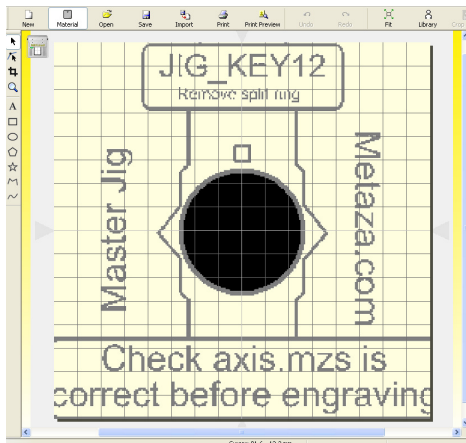 New Material Open Save Import Print Print Preview Undo Redo Fit Library Crop
JIG_KEY12
Remove split ring
Master Jig
Metaza.com
Check axis.mzs is
correct before engraving